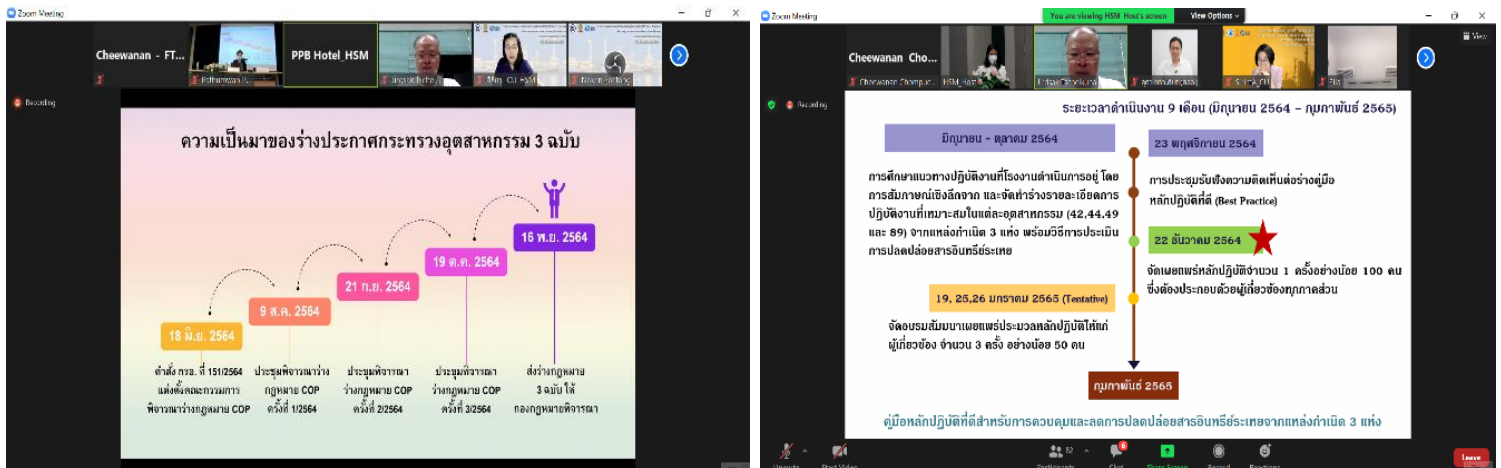 Zoom Meeting
Cheewanan - FT...
PPB Hotel_HSM
Recording
ความเป็นมาของร่างประกาศกระทรวงอุตสาหกรรม 3 ฉบับ
18 มิ.ย. 2564
9 ส.ค. 2564
21 ก.ย. 2564
19 ต.ค. 2564
16 พ.ย. 2564
คำสั่ง กรอ. ที่ 151/2564
แต่งตั้งคณะกรรมการ
พิจารณาร่างกฎหมาย COP
ประชุมพิจารณาร่าง
กฎหมาย COP
ครั้งที่ 1/2564
ประชุมพิจารณา
ร่างกฎหมาย COP
ครั้งที่ 2/2564
ประชุมพิจารณา
ร่างกฎหมาย COP
ครั้งที่ 3/2564
ส่งร่างกฎหมาย
3 ฉบับ ให้
กองกฎหมายพิจารณา
Zoom Meeting
You are viewing HSM Host's screen
View Options
View
Cheewanan Cho...
HSM_Host
Recording
ระยะเวลาดำเนินงาน 9 เดือน (มิถุนายน 2564 – กุมภาพันธ์ 2565)
มิถุนายน - ตุลาคม 2564
การศึกษาแนวทางปฏิบัติงานที่โรงงานดำเนินการอยู่ โดย
การสัมภาษณ์เชิงลึกจาก และจัดทำร่างรายละเอียดการ
ปฏิบัติงานที่เหมาะสมในแต่ละอุตสาหกรรม (42,44,49
และ 89) จากแหล่งกำเนิด 3 แห่ง พร้อมวิธีการประเมิน
การปลดปล่อยสารอินทรีย์ระเหย
23 พฤศจิกายน 2564
การประชุมรับฟังความคิดเห็นต่อร่างคู่มือ
หลักปฏิบัติที่ดี (Best Practice)
22 ธันวาคม 2564
จัดเผยแพร่หลักปฏิบัติจำนวน 1 ครั้งอย่างน้อย 100 คน
ซึ่งต้องประกอบด้วยผู้เกี่ยวข้องทุกภาคส่วน
19, 25,26 มกราคม 2565 (Tentative)
จัดอบรมสัมมนาเผยแพร่ประมวลหลักปฏิบัติให้แก่
ผู้เกี่ยวข้อง จำนวน 3 ครั้ง อย่างน้อย 50 คน
กุมภาพันธ์ 2565
คู่มือหลักปฏิบัติที่ดีสำหรับการควบคุมและลดการปลดปล่อยสารอินทรีย์ระเหยจากแหล่งกำเนิด 3 แห่ง
82
6
Leave